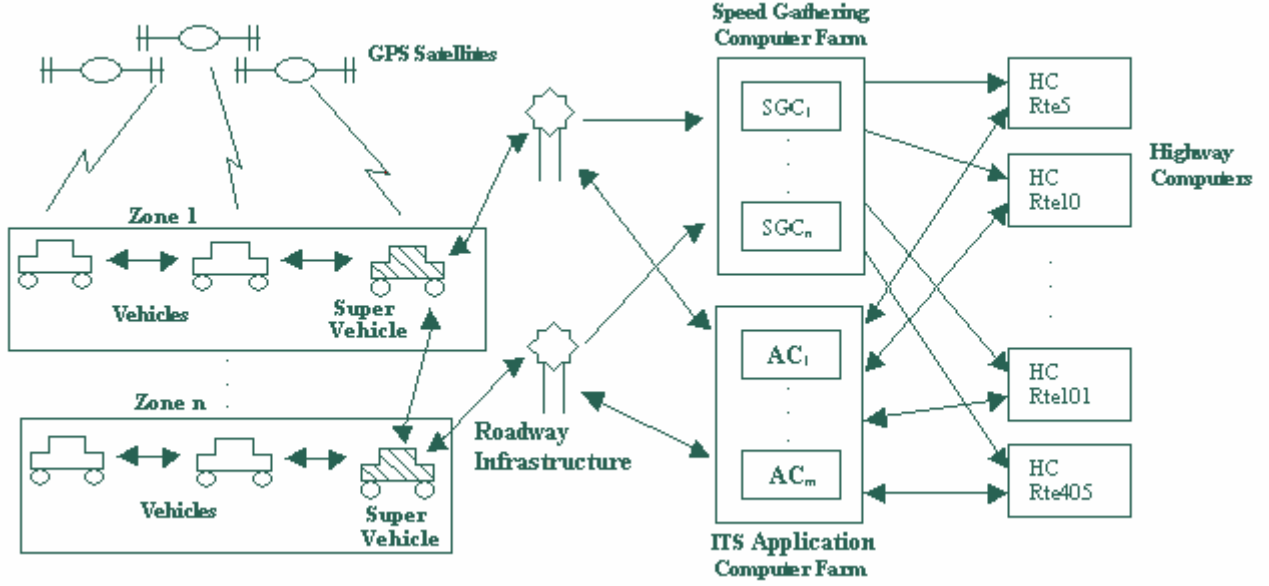 GPS Satellites
Speed Gathering
Computer Farm
SGC1
SGCn
HC
Rte5
HC
Rte10
Highway
Computers
HC
Rte101
HC
Rte405
Zone 1
Vehicles
Super
Vehicle
Zone n
Vehicles
Super
Vehicle
Roadway
Infrastructure
AC1
ACm
ITS Application
Computer Farm